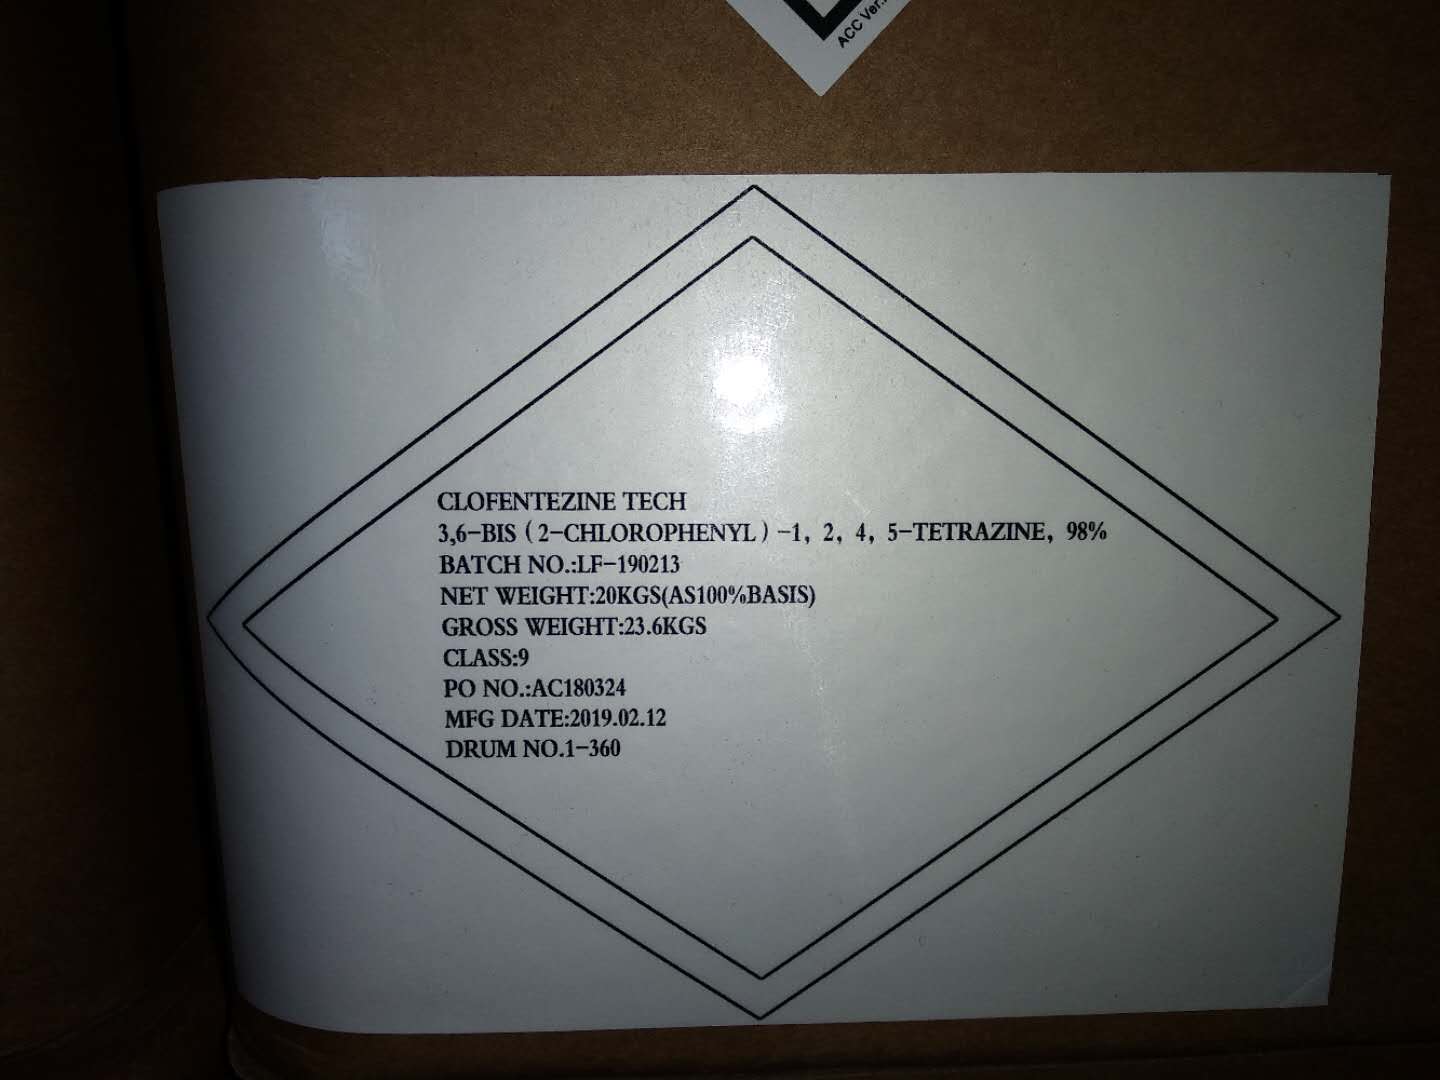 ACC Ver.
CLOFENTEZINE TECH
3,6-BIS（2-CHLOROPHENYL）-1, 2, 4, 5-TETRAZINE, 98%
BATCH NO.:LF-190213
NET WEIGHT:20KGS(AS100%BASIS)
GROSS WEIGHT:23.6KGS
CLASS:9
PO NO.:AC180324
MFG DATE:2019.02.12
DRUM NO.1-360